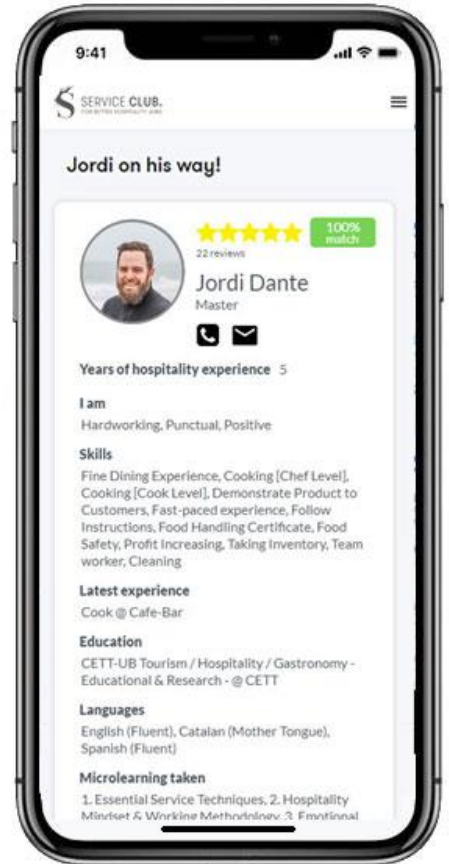 9:41
SERVICE CLUB.
FOR BETTER HOSPITALITY JOBS
Jordi on his way!
100%
match
22 reviews
Jordi Dante
Master
Years of hospitality experience 5
I am
Hardworking, Punctual, Positive
Skills
Fine Dining Experience, Cooking [Chef Level],
Cooking [Cook Level], Demonstrate Product to
Customers, Fast-paced experience, Follow
Instructions, Food Handling Certificate, Food
Safety, Profit Increasing, Taking Inventory, Team
worker, Cleaning
Latest experience
Cook @ Cafe-Bar
Education
CETT-UB Tourism / Hospitality / Gastronomy -
Educational & Research - @ CETT
Languages
English (Fluent), Catalan (Mother Tongue),
Spanish (Fluent)
Microlearning taken
1. Essential Service Techniques, 2. Hospitality
Mindset & Working Methodology, 3. Emotional